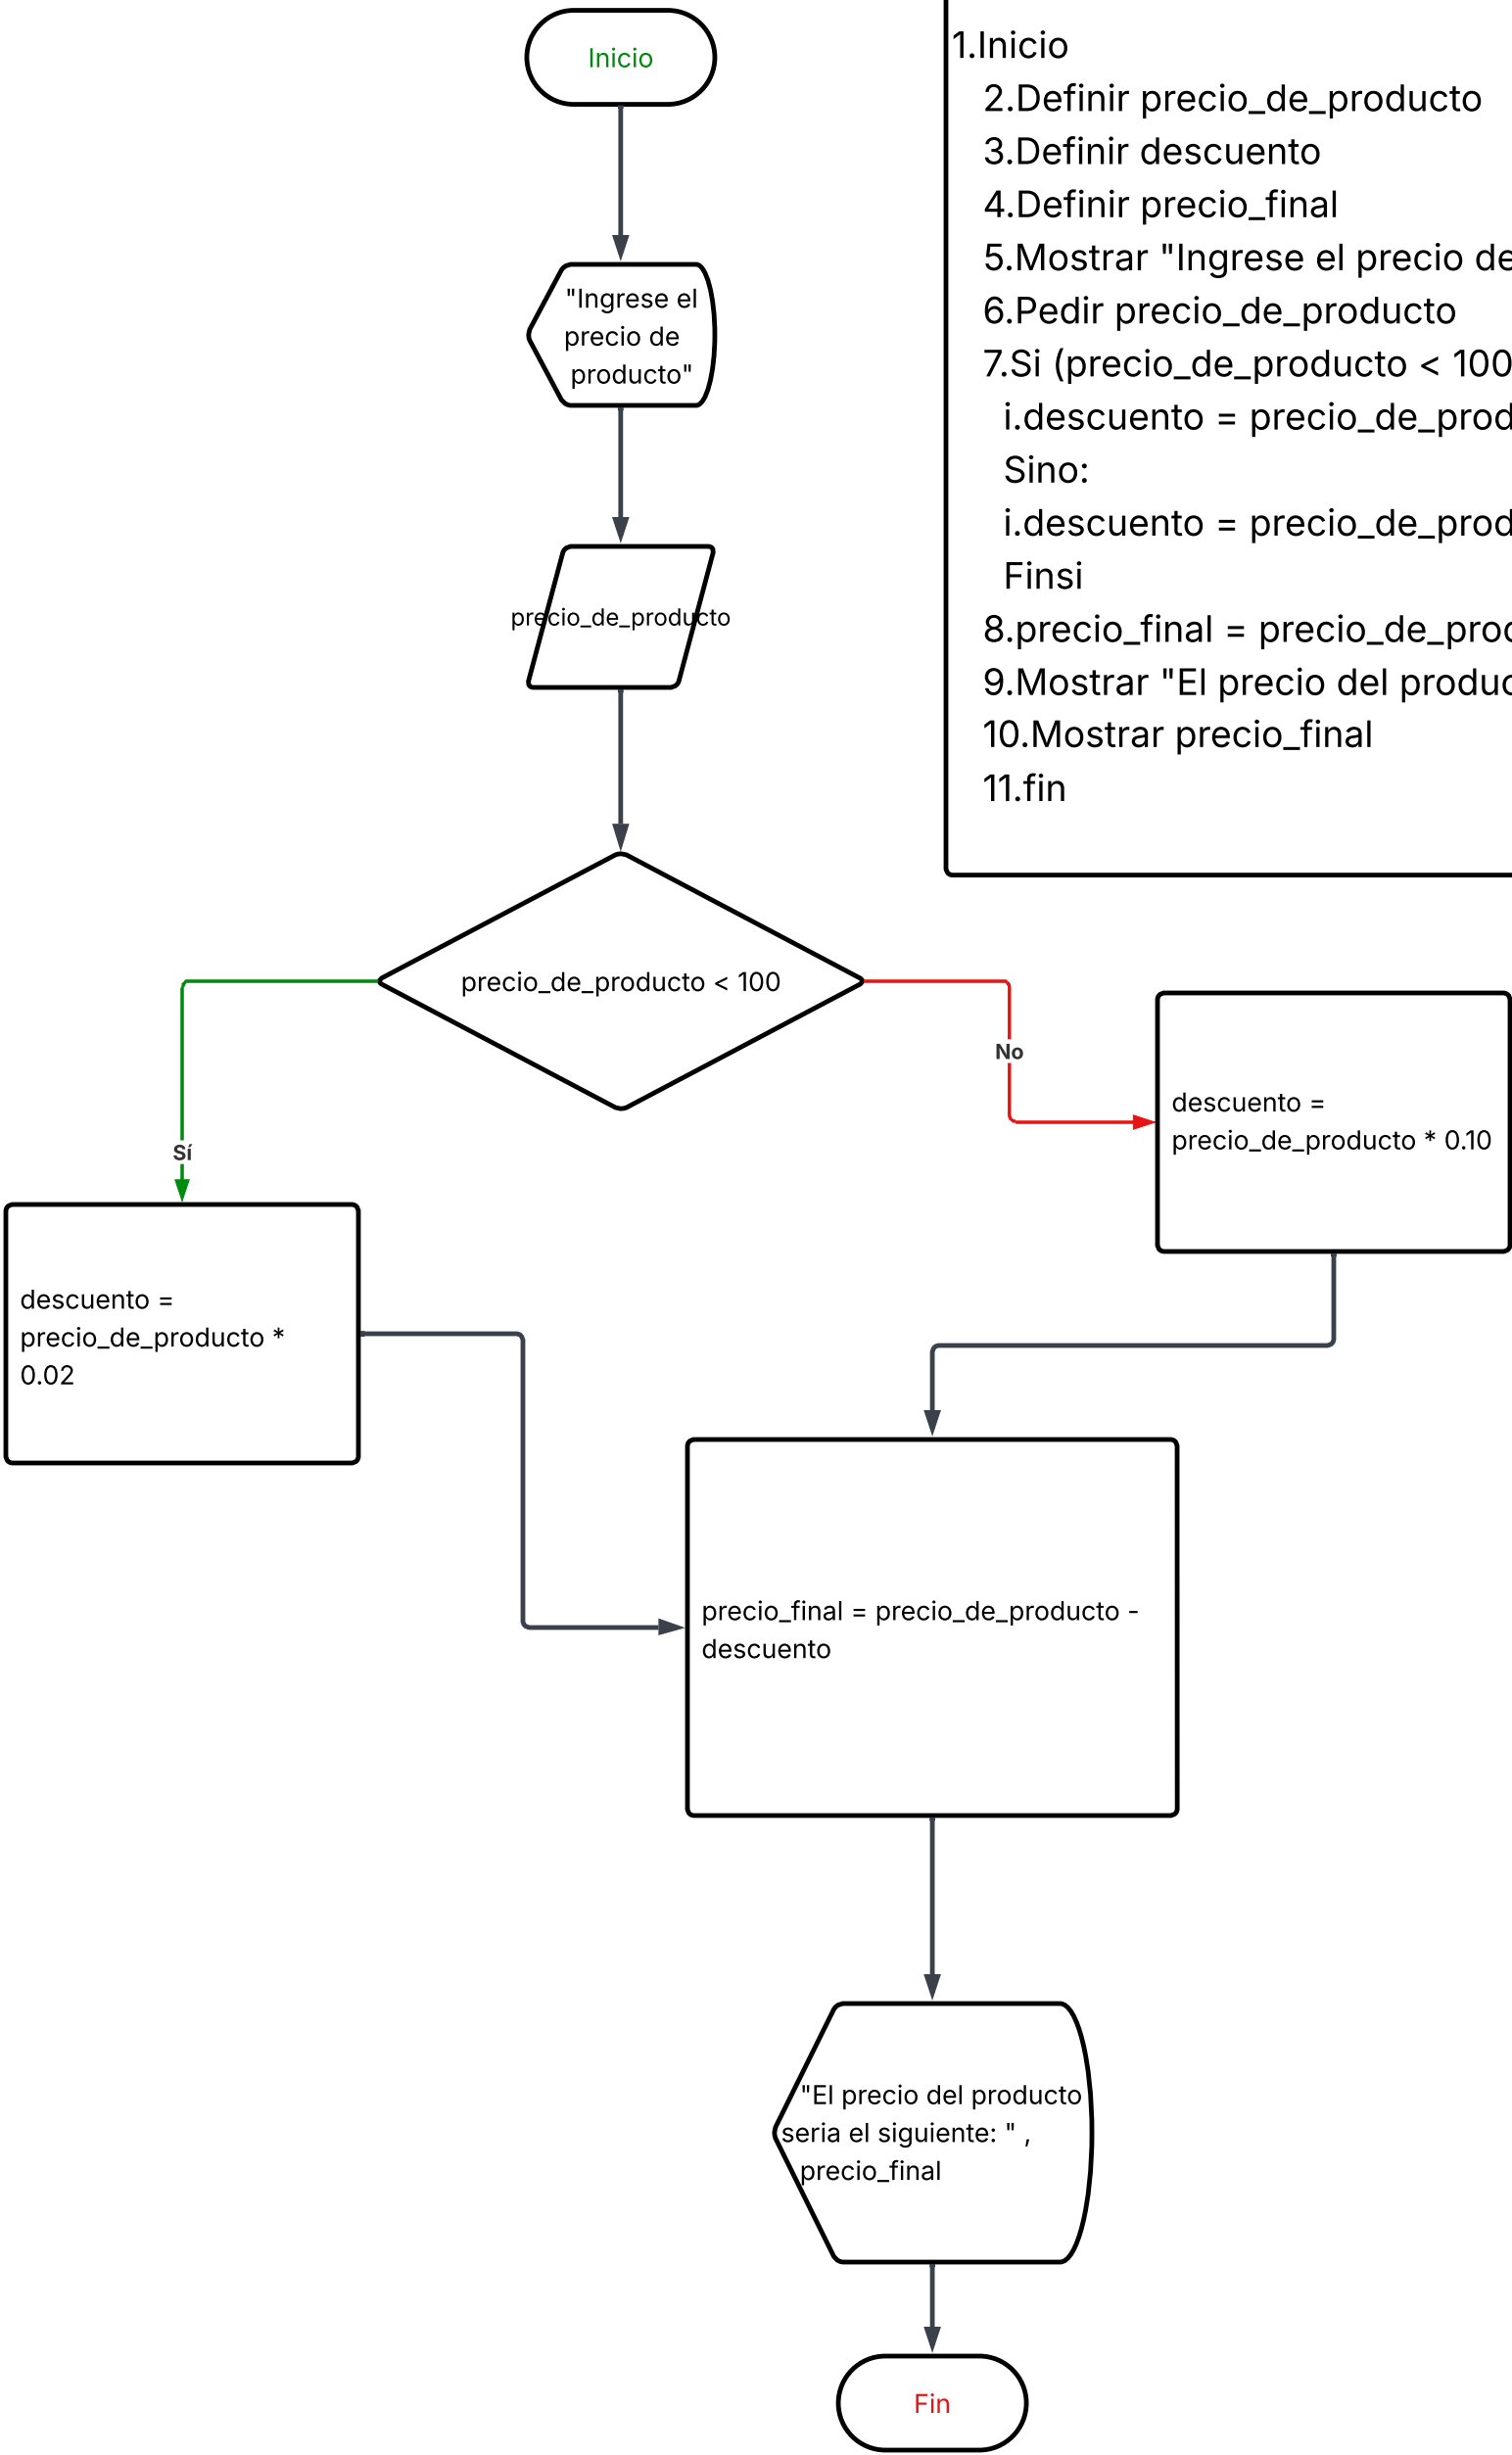 Inicio
"Ingrese el
precio de
producto"
precio_de_producto
precio_de_producto < 100
Sí
No
descuento =
precio_de_producto *
0.02
descuento =
precio_de_producto * 0.10
precio_final = precio_de_producto -
descuento
"El precio del producto
seria el siguiente: " ,
precio_final
Fin
1.Inicio
2.Definir precio_de_producto
3.Definir descuento
4.Definir precio_final
5.Mostrar "Ingrese el precio de
6.Pedir precio_de_producto
7.Si (precio_de_producto < 100
i.descuento = precio_de_prod
Sino:
i.descuento = precio_de_prod
Finsi
8.precio_final = precio_de_proc
9.Mostrar "El precio del produc
10.Mostrar precio_final
11.fin